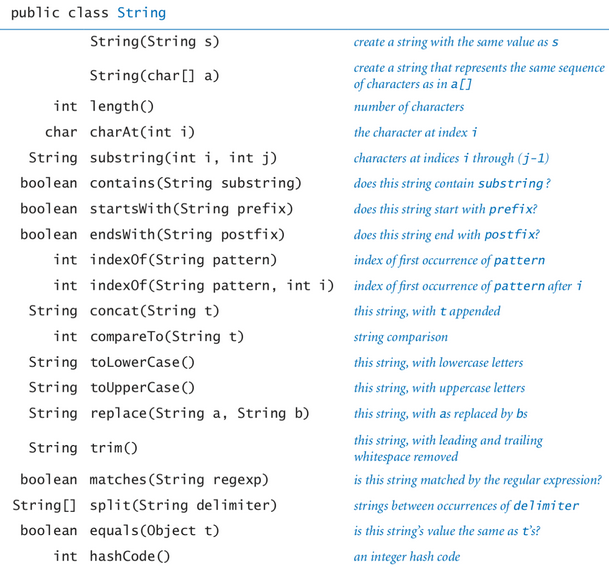 public class String
String(String s) create a string with the same value as s
String(char[] a) create a string that represents the same sequence
of characters as in a[]
int length() number of characters
char charAt(int i) the character at index i
String substring(int i, int j) characters at indices i through (j-1)
boolean contains(String substring) does this string contain substring?
boolean startsWith(String prefix) does this string start with prefix?
boolean endsWith(String postfix) does this string end with postfix?
int indexOf(String pattern) index of first occurrence of pattern
int indexOf(String pattern, int i) index of first occurrence of pattern after i
String concat(String t) this string, with t appended
int compareTo(String t) string comparison
String toLowerCase() this string, with lowercase letters
String toUpperCase() this string, with uppercase letters
String replace(String a, String b) this string, with as replaced by bs
String trim() this string, with leading and trailing
whitespace removed
boolean matches(String regexp) is this string matched by the regular expression?
String[] split(String delimiter) strings between occurrences of delimiter
boolean equals(Object t) is this string's value the same as t's?
int hashCode() an integer hash code